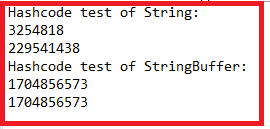 Hashcode test of String:
3254818
229541438
Hashcode test of StringBuffer:
1704856573
1704856573